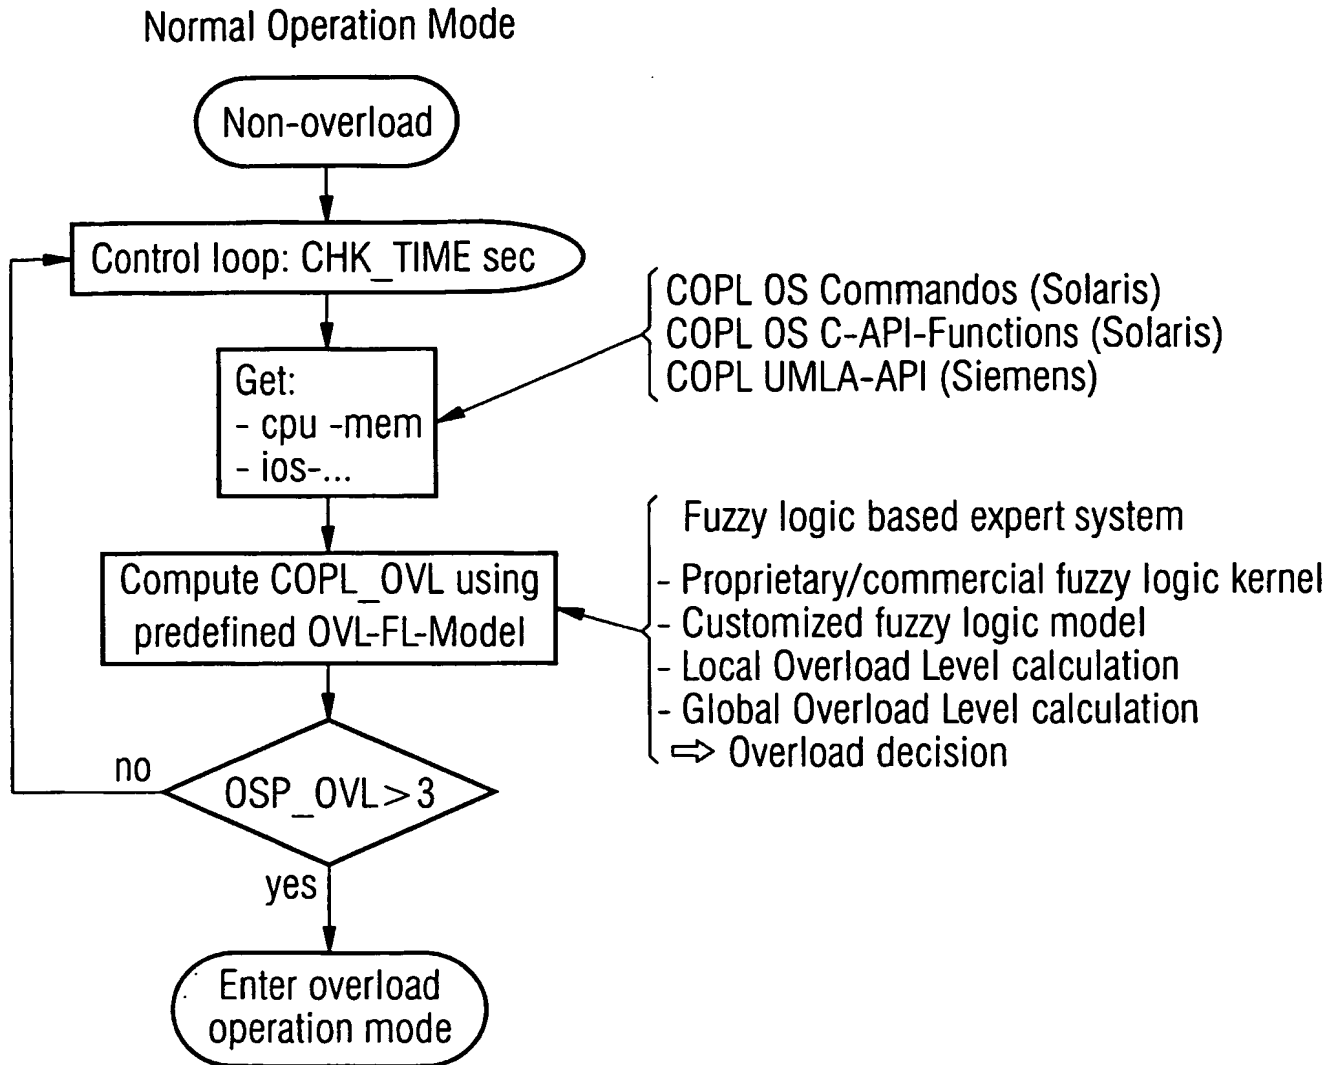 Normal Operation Mode
Non-overload
Control loop: CHK_TIME sec
COPL OS Commandos (Solaris)
COPL OS C-API-Functions (Solaris)
COPL UMLA-API (Siemens)
Get:
- cpu -mem
- ios-...
Fuzzy logic based expert system
- Proprietary/commercial fuzzy logic kernel
- Customized fuzzy logic model
- Local Overload Level calculation
- Global Overload Level calculation
⇨ Overload decision
Compute COPL_OVL using
predefined OVL-FL-Model
no
OSP_OVL>3
yes
Enter overload
operation mode